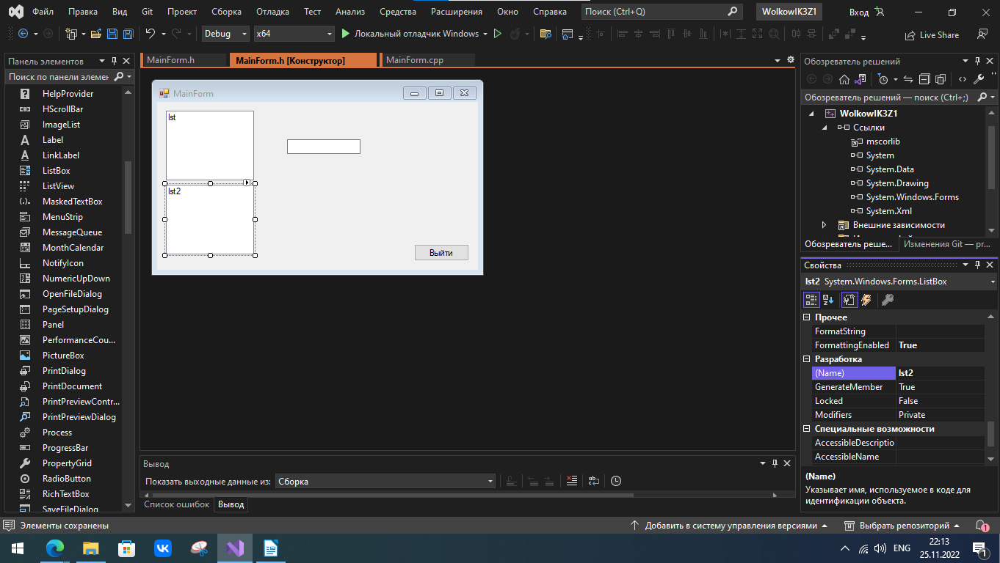 Файл Правка Вид Git Проект Сборка Отладка Тест Анализ Средства Расширения Окно Справка Поиск (Ctrl+Q) WolkowIK3Z1 Вход
Debug x64 Локальный отладчик Windows Live Share
Панель элементов
Поиск по панели элемен
HelpProvider
HScrollBar
ImageList
Label
LinkLabel
ListBox
ListView
MaskedTextBox
MenuStrip
MessageQueue
MonthCalendar
NotifyIcon
NumericUpDown
OpenFileDialog
PageSetupDialog
Panel
PerformanceCou...
PictureBox
PrintDialog
PrintDocument
PrintPreviewContr...
PrintPreviewDialog
Process
ProgressBar
PropertyGrid
RadioButton
RichTextBox
SaveFileDialog
MainForm.h MainForm.h [Конструктор] MainForm.cpp
MainForm
lst
lst2
Выйти
Вывод
Показать выходные данные из: Сборка
Список ошибок Вывод
Обозреватель решений
Обозреватель решений — поиск (Ctrl+;)
WolkowIK3Z1
Ссылки
mscorlib
System
System.Data
System.Drawing
System.Windows.Forms
System.Xml
Внешние зависимости
Обозреватель реше... Изменения Git — pr...
Свойства
lst2 System.Windows.Forms.ListBox
Прочее
FormatString
FormattingEnabled True
Разработка
(Name) lst2
GenerateMember True
Locked False
Modifiers Private
Специальные возможности
AccessibleDescriptio
AccessibleName
(Name)
Указывает имя, используемое в коде для
идентификации объекта.
Элементы сохранены Добавить в систему управления версиями Выбрать репозиторий 1
ENG 22:13
25.11.2022 1